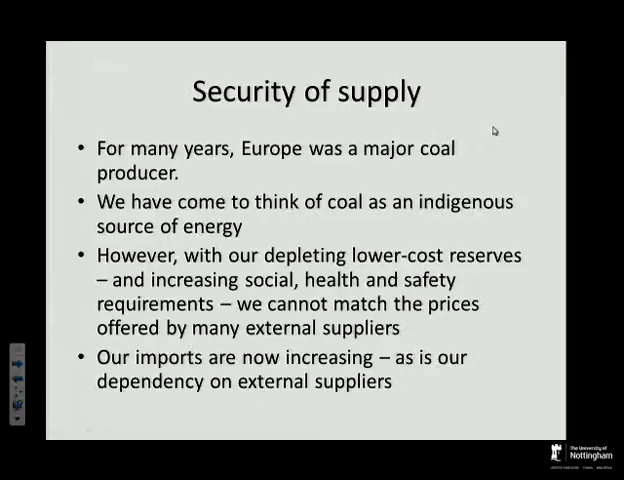 Security of supply
• For many years, Europe was a major coal
producer.
• We have come to think of coal as an indigenous
source of energy
• However, with our depleting lower-cost reserves
– and increasing social, health and safety
requirements – we cannot match the prices
offered by many external suppliers
• Our imports are now increasing – as is our
dependency on external suppliers
The University of
Nottingham